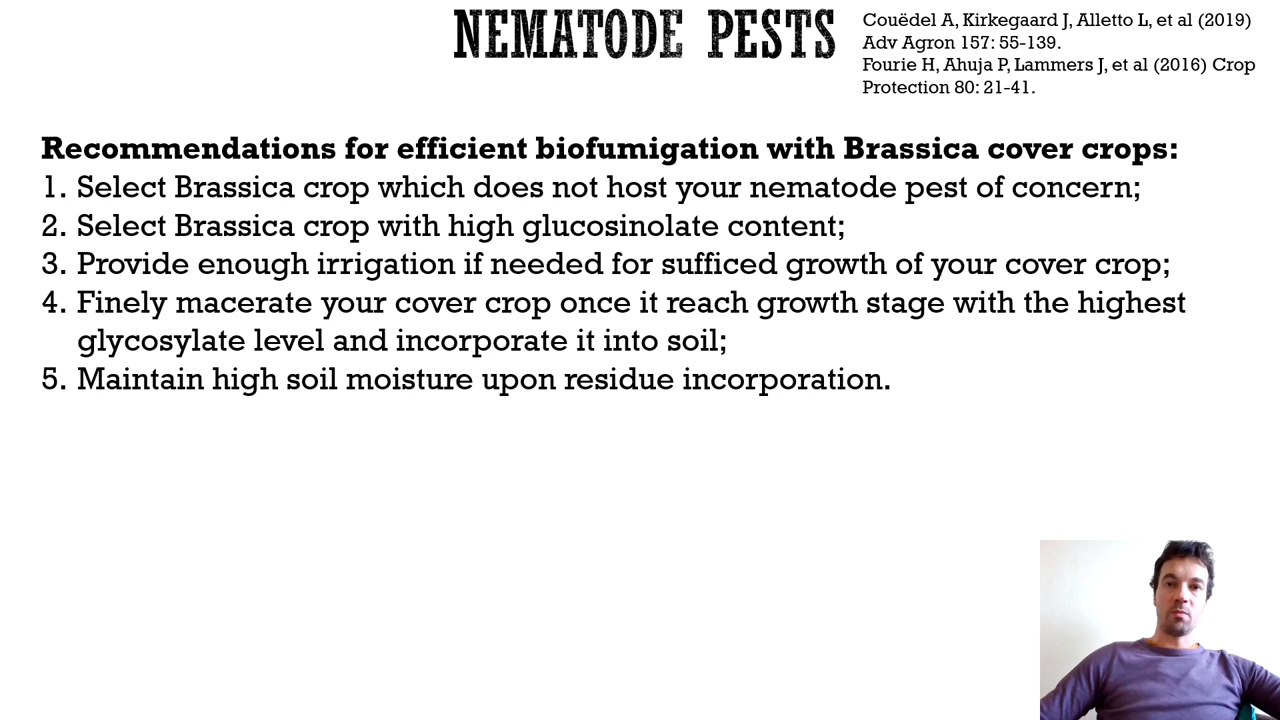 NEMATODE PESTS
Couëdel A, Kirkegaard J, Alletto L, et al (2019)
Adv Agron 157: 55-139.
Fourie H, Ahuja P, Lammers J, et al (2016) Crop
Protection 80: 21-41.
Recommendations for efficient biofumigation with Brassica cover crops:
1. Select Brassica crop which does not host your nematode pest of concern;
2. Select Brassica crop with high glucosinolate content;
3. Provide enough irrigation if needed for sufficed growth of your cover crop;
4. Finely macerate your cover crop once it reach growth stage with the highest
glycosylate level and incorporate it into soil;
5. Maintain high soil moisture upon residue incorporation.